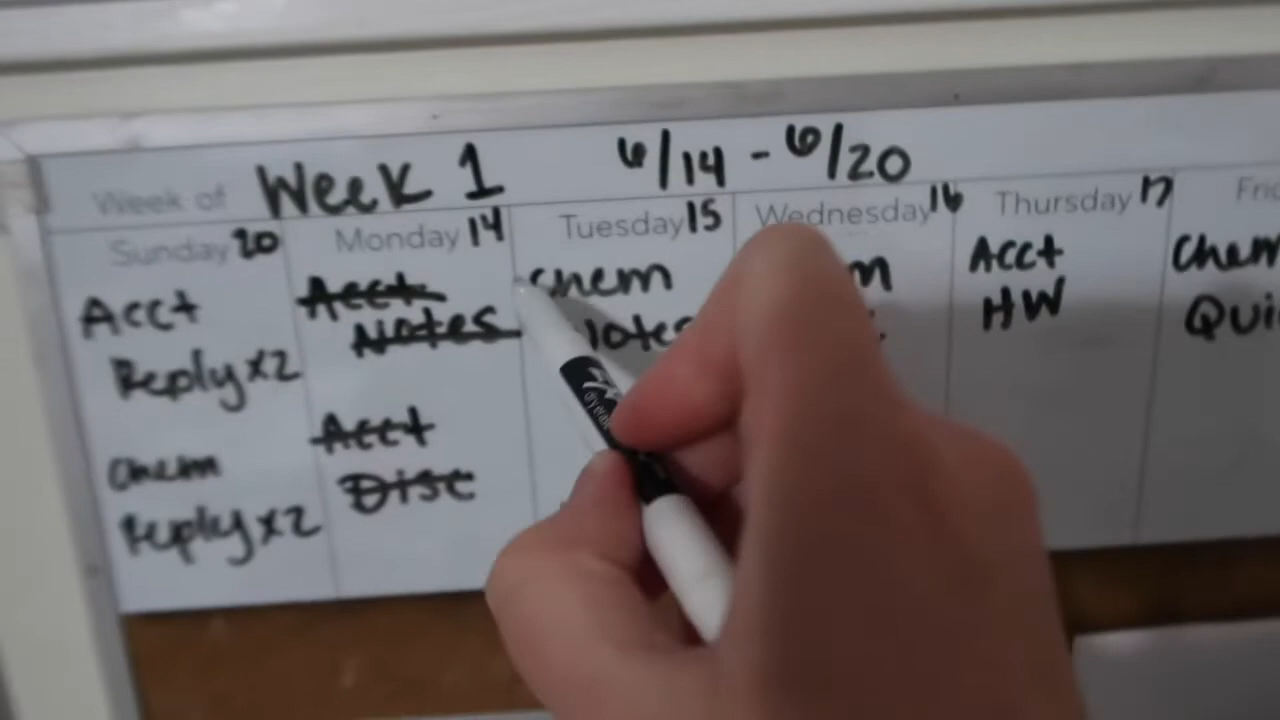 Week of Week 1 6/14 - 6/20
Sunday 20
Acct
Reply x2
Chem
Reply x2
Monday 14
Acct
Notes
Acct
Disc
Tuesday 15
Chem
Notes
Wednesday 16
Thursday 17
Acct
HW
Chem